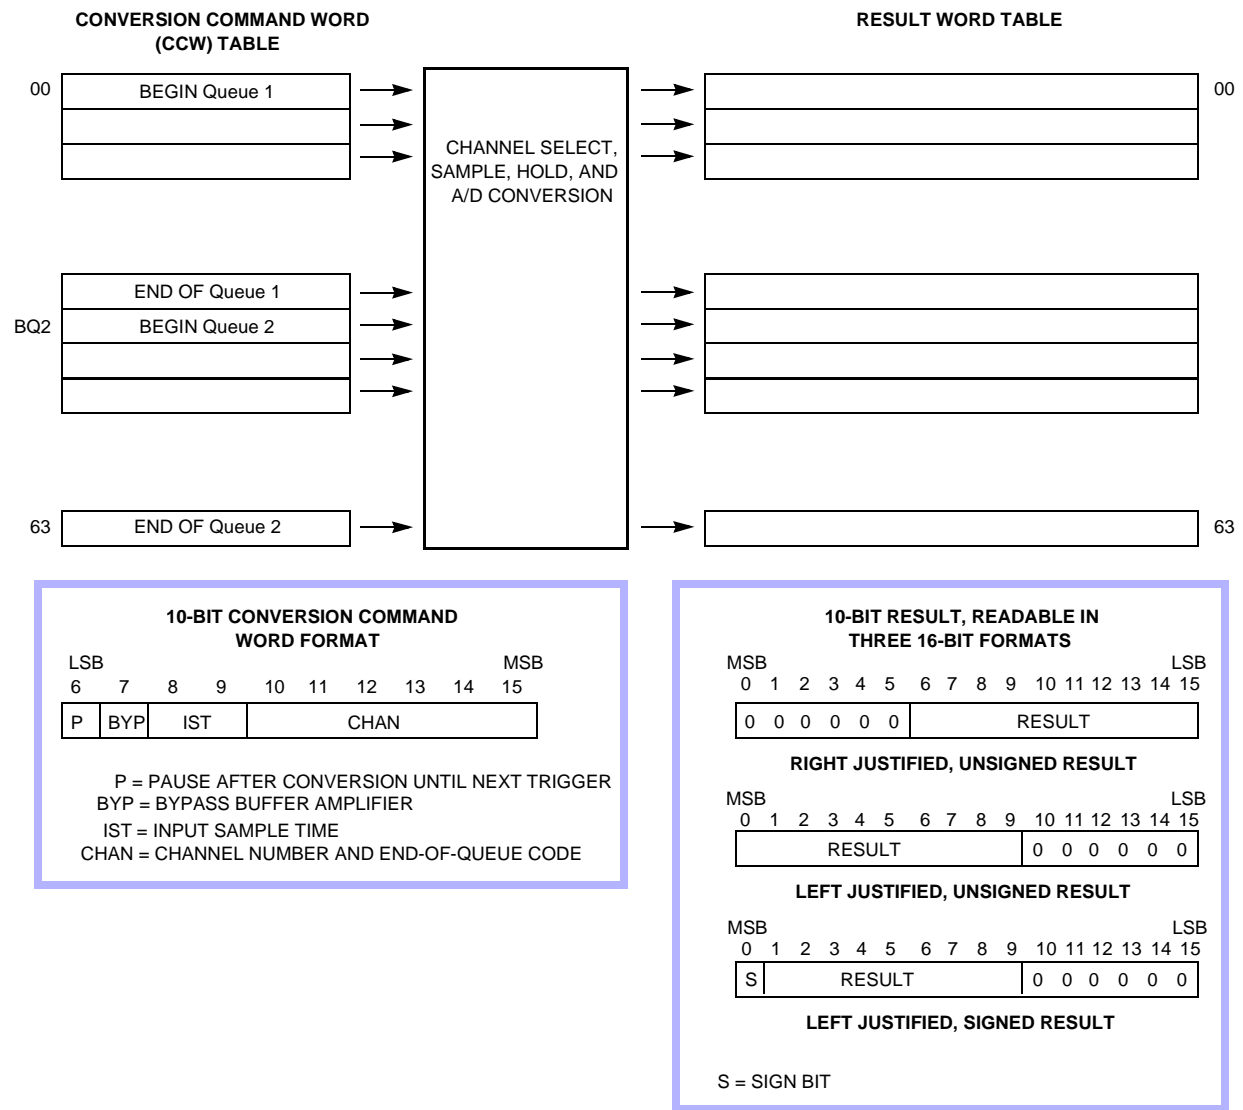 CONVERSION COMMAND WORD
(CCW) TABLE
RESULT WORD TABLE
00 BEGIN Queue 1 00
CHANNEL SELECT,
SAMPLE, HOLD, AND
A/D CONVERSION
END OF Queue 1
BQ2 BEGIN Queue 2
63 END OF Queue 2 63
10-BIT CONVERSION COMMAND
WORD FORMAT
LSB MSB
6 7 8 9 10 11 12 13 14 15
P BYP IST CHAN
P = PAUSE AFTER CONVERSION UNTIL NEXT TRIGGER
BYP = BYPASS BUFFER AMPLIFIER
IST = INPUT SAMPLE TIME
CHAN = CHANNEL NUMBER AND END-OF-QUEUE CODE
10-BIT RESULT, READABLE IN
THREE 16-BIT FORMATS
MSB LSB
0 1 2 3 4 5 6 7 8 9 10 11 12 13 14 15
0 0 0 0 0 0 RESULT
RIGHT JUSTIFIED, UNSIGNED RESULT
MSB LSB
0 1 2 3 4 5 6 7 8 9 10 11 12 13 14 15
RESULT 0 0 0 0 0 0
LEFT JUSTIFIED, UNSIGNED RESULT
MSB LSB
0 1 2 3 4 5 6 7 8 9 10 11 12 13 14 15
S RESULT 0 0 0 0 0 0
LEFT JUSTIFIED, SIGNED RESULT
S = SIGN BIT